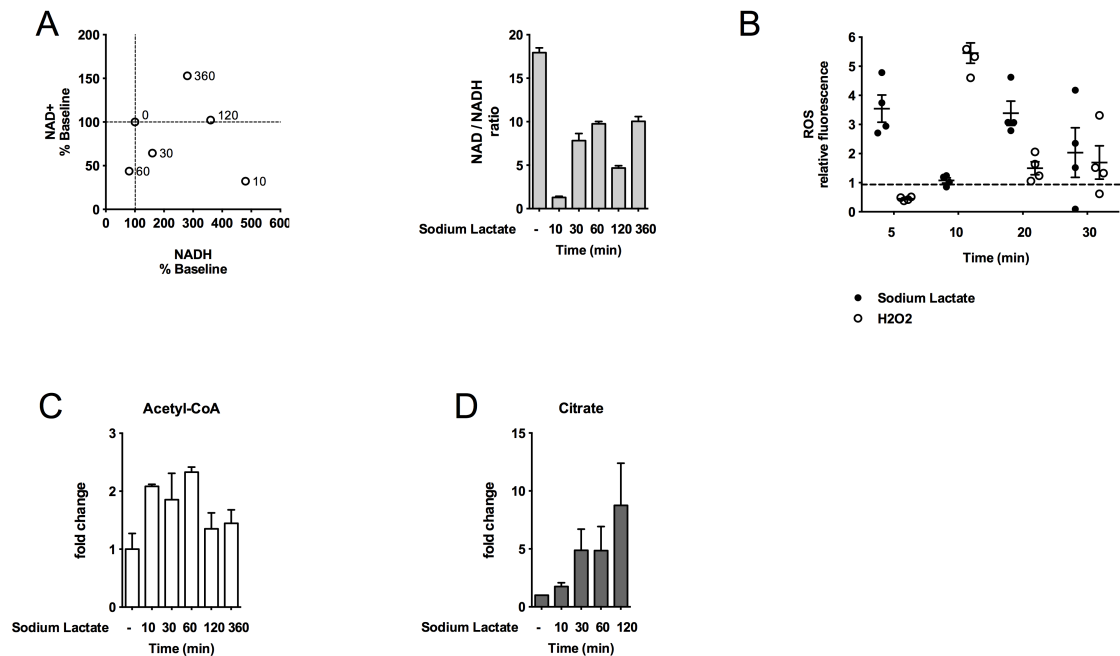 A
200
150
100
50
0
NAD+
% Baseline
360
0
120
30
60
10
0 100 200 300 400 500 600
NADH
% Baseline
20
15
10
5
0
NAD / NADH
ratio
Sodium Lactate - 10 30 60 120 360
Time (min)
B
6
5
4
3
2
1
0
ROS
relative fluorescence
5 10 20 30
Time (min)
Sodium Lactate
H2O2
C
Acetyl-CoA
3
2
1
0
fold change
Sodium Lactate - 10 30 60 120 360
Time (min)
D
Citrate
15
10
5
0
fold change
Sodium Lactate - 10 30 60 120
Time (min)